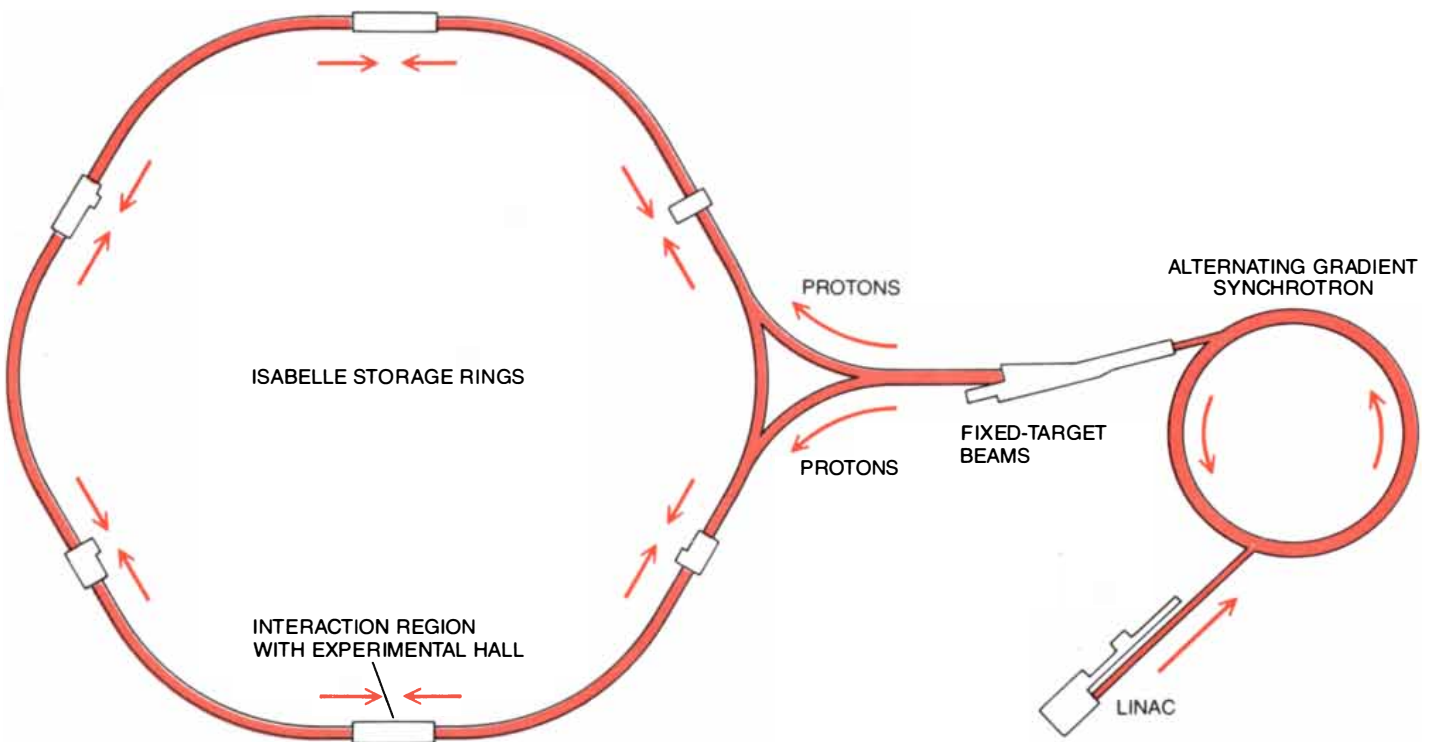 PROTONS
ALTERNATING GRADIENT
SYNCHROTRON
ISABELLE STORAGE RINGS
FIXED-TARGET
BEAMS
PROTONS
INTERACTION REGION
WITH EXPERIMENTAL HALL
LINAC